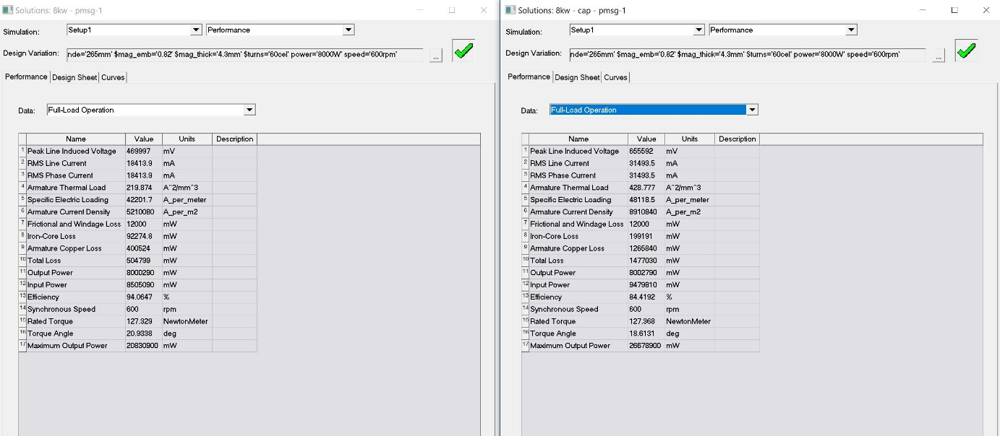 Solutions: 8kw - pmsg-1
Simulation: Setup1 Performance
Design Variation: nde='265mm' $mag_emb='0.82' $mag_thick='4.3mm' $turns='60cel' power='8000W' speed='600rpm' ...
Performance Design Sheet Curves
Data: Full-Load Operation
Name Value Units Description
1 Peak Line Induced Voltage 469997 mV
2 RMS Line Current 18413.9 mA
3 RMS Phase Current 18413.9 mA
4 Armature Thermal Load 219.874 A^2/mm^3
5 Specific Electric Loading 42201.7 A_per_meter
6 Armature Current Density 5210080 A_per_m2
7 Frictional and Windage Loss 12000 mW
8 Iron-Core Loss 92274.8 mW
9 Armature Copper Loss 400524 mW
10 Total Loss 504799 mW
11 Output Power 8000290 mW
12 Input Power 8505090 mW
13 Efficiency 94.0647 %
14 Synchronous Speed 600 rpm
15 Rated Torque 127.329 NewtonMeter
16 Torque Angle 20.9338 deg
17 Maximum Output Power 20830900 mW
Solutions: 8kw - cap - pmsg-1
Simulation: Setup1 Performance
Design Variation: nde='265mm' $mag_emb='0.82' $mag_thick='4.3mm' $turns='60cel' power='8000W' speed='600rpm' ...
Performance Design Sheet Curves
Data: Full-Load Operation
Name Value Units Description
1 Peak Line Induced Voltage 655592 mV
2 RMS Line Current 31493.5 mA
3 RMS Phase Current 31493.5 mA
4 Armature Thermal Load 428.777 A^2/mm^3
5 Specific Electric Loading 48118.5 A_per_meter
6 Armature Current Density 8910840 A_per_m2
7 Frictional and Windage Loss 12000 mW
8 Iron-Core Loss 199191 mW
9 Armature Copper Loss 1265840 mW
10 Total Loss 1477030 mW
11 Output Power 8002790 mW
12 Input Power 9479810 mW
13 Efficiency 84.4192 %
14 Synchronous Speed 600 rpm
15 Rated Torque 127.368 NewtonMeter
16 Torque Angle 18.6131 deg
17 Maximum Output Power 26678900 mW